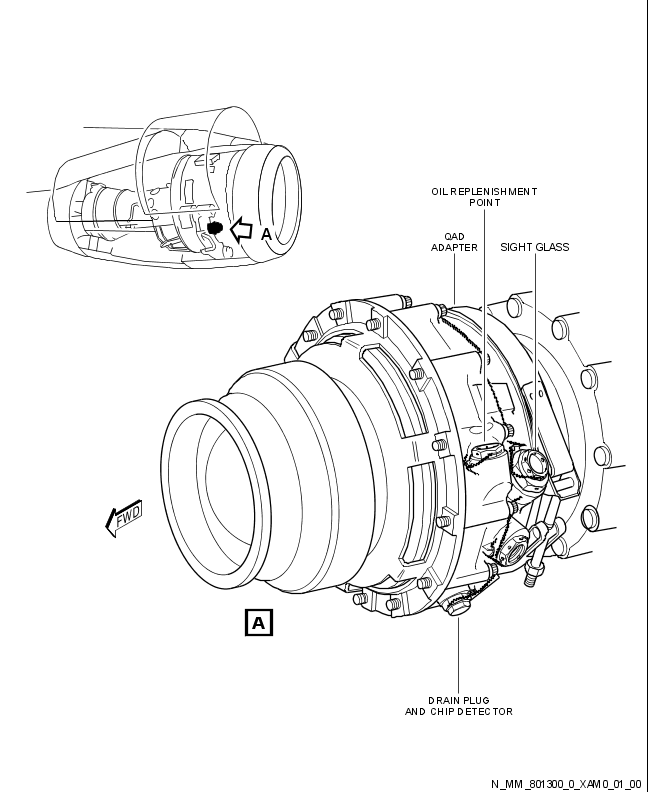 A
OIL REPLENISHMENT
POINT
QAD
ADAPTER
SIGHT GLASS
FWD
A
DRAIN PLUG
AND CHIP DETECTOR
N_MM_801300_0_XAM0_01_00